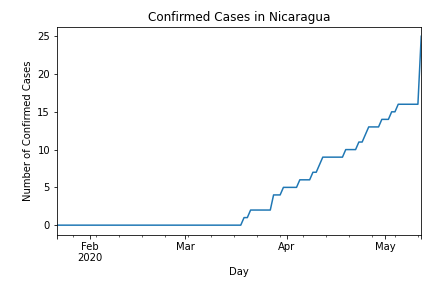 Confirmed Cases in Nicaragua
Number of Confirmed Cases
25
20
15
10
5
0
Feb
2020
Mar
Apr
May
Day